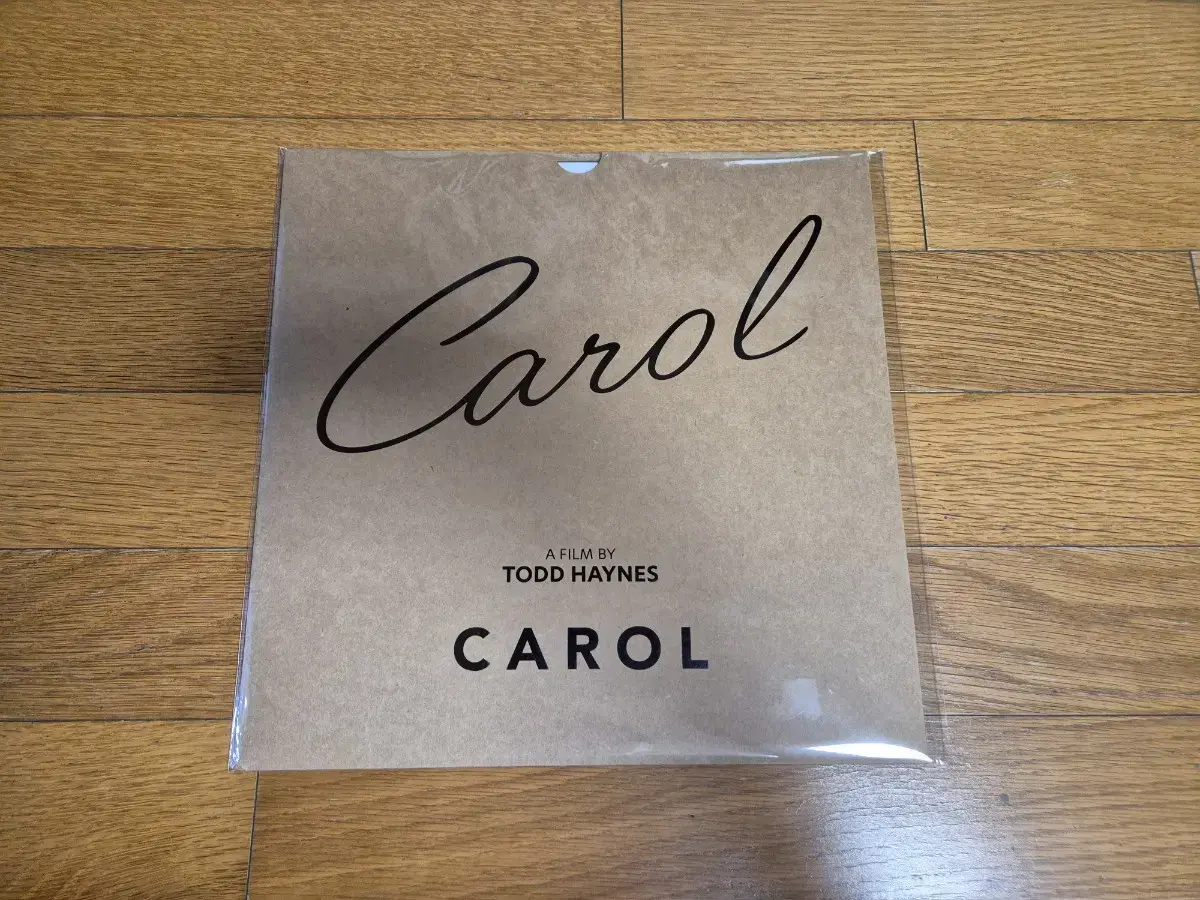 Carol
A FILM BY
TODD HAYNES
CAROL